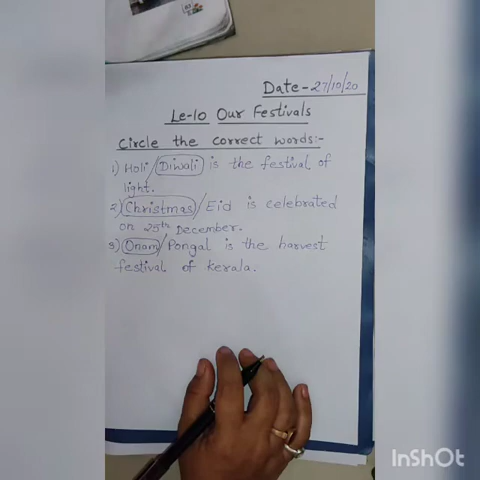 Date-27/10/20
Le-10 Our Festivals
Circle the correct words:-
1) Holi/Diwali is the festival of
light.
2) Christmas/Eid is celebrated
on 25th December.
3) Onam/Pongal is the harvest
festival of kerala.
InShOt